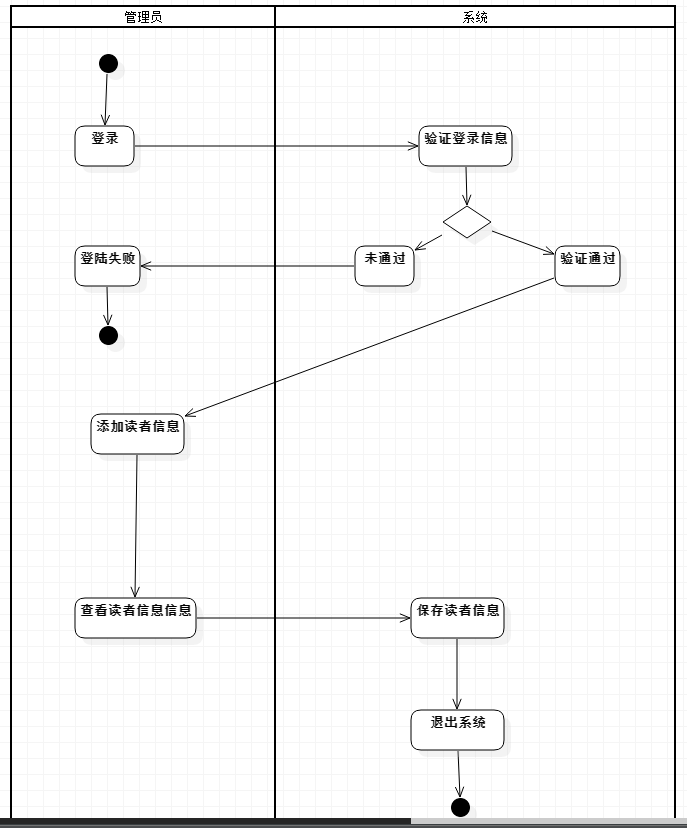 管理员
系统
登录
验证登录信息
登陆失败
未通过
验证通过
添加读者信息
查看读者信息信息
保存读者信息
退出系统